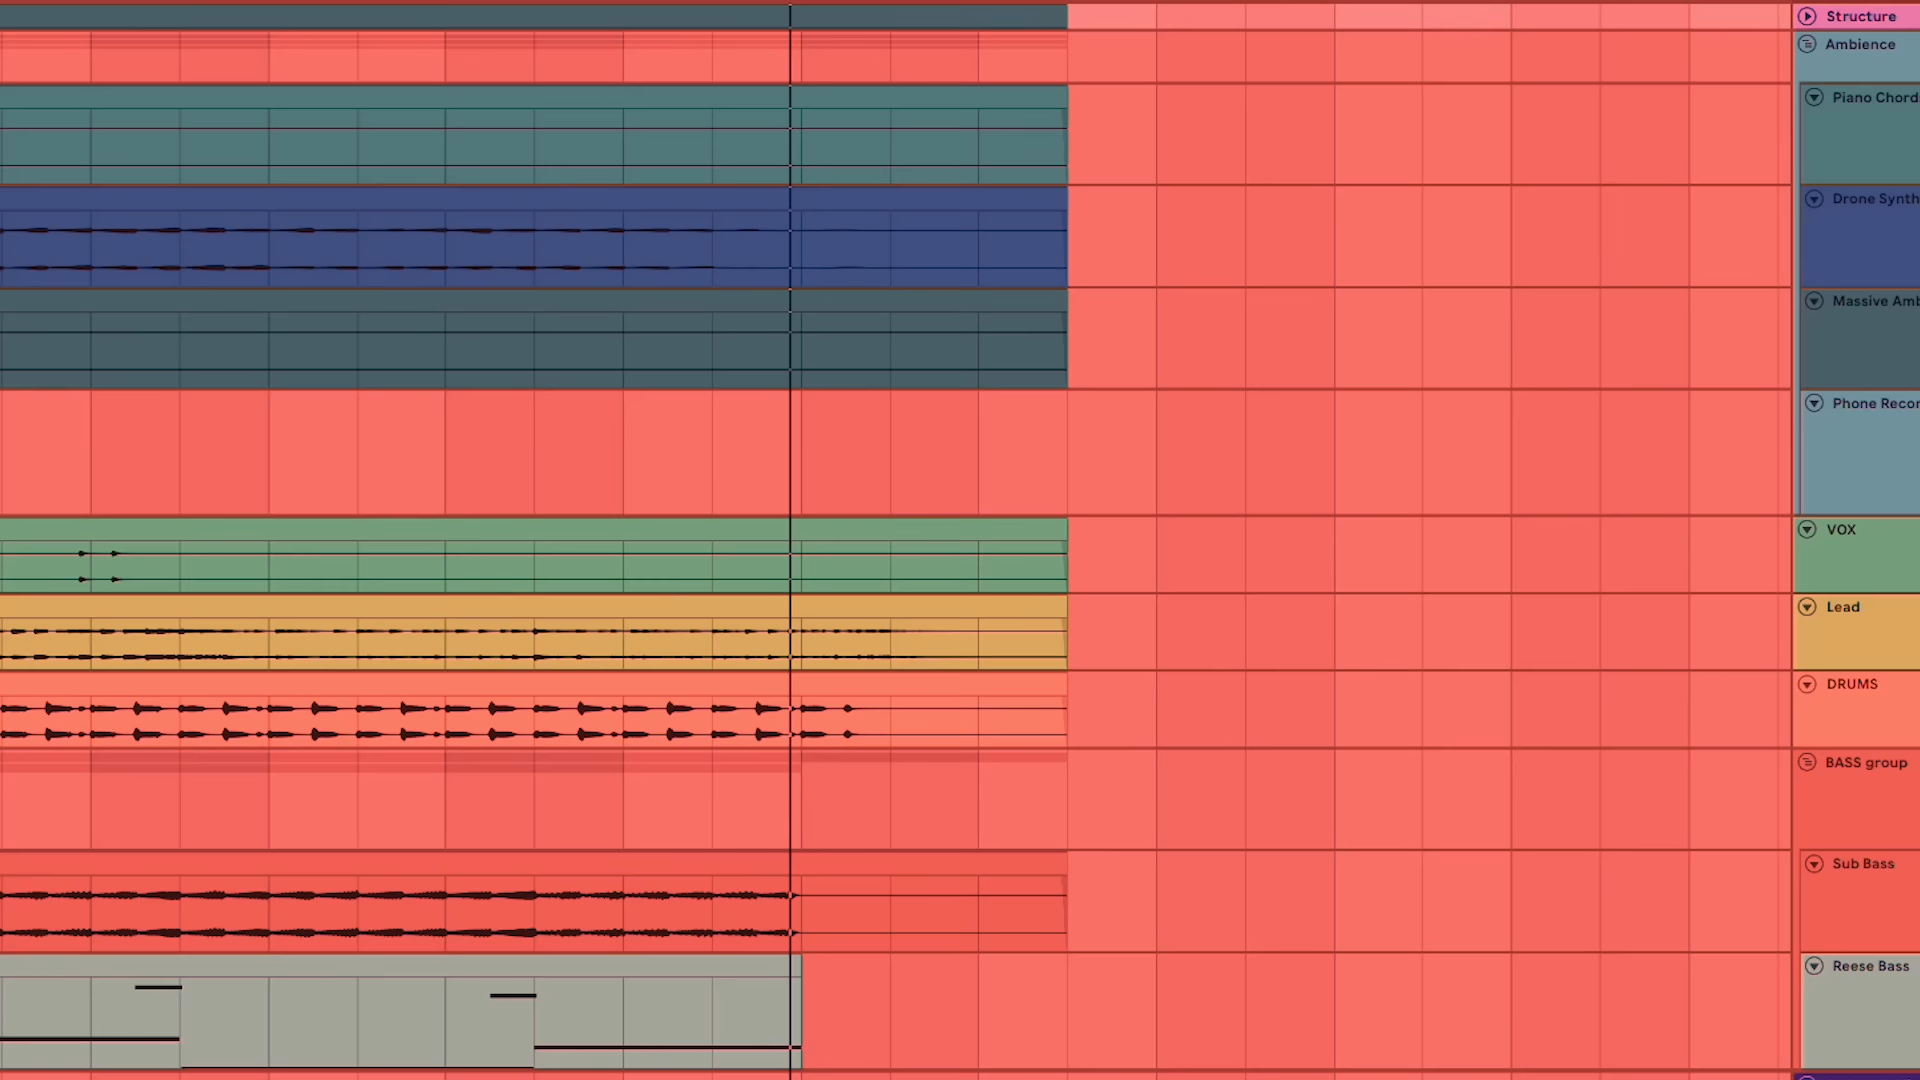 Structure
Ambience
Piano Chord
Drone Synth
Massive Amb
Phone Recor
VOX
Lead
DRUMS
BASS group
Sub Bass
Reese Bass